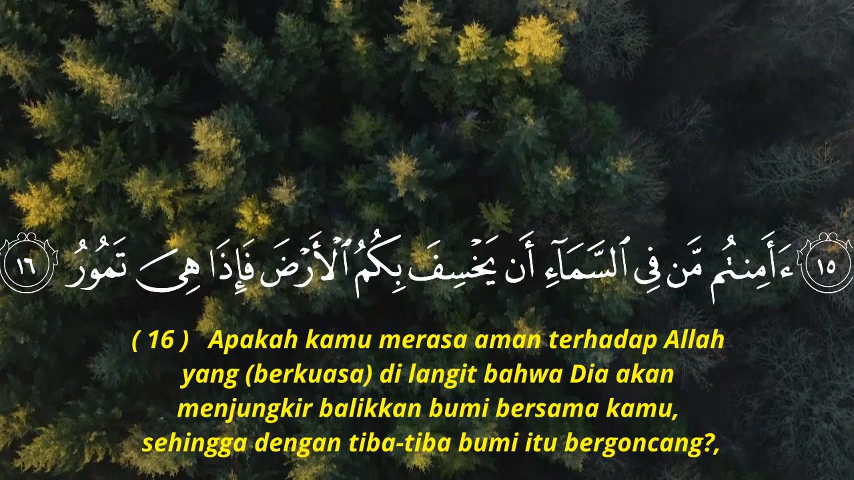 ١٥ ءَأَمِنتُم مَّن فِى ٱلسَّمَآءِ أَن يَخْسِفَ بِكُمُ ٱلْأَرْضَ فَإِذَا هِىَ تَمُورُ ١٦
( 16 ) Apakah kamu merasa aman terhadap Allah
yang (berkuasa) di langit bahwa Dia akan
menjungkir balikkan bumi bersama kamu,
sehingga dengan tiba-tiba bumi itu bergoncang?,